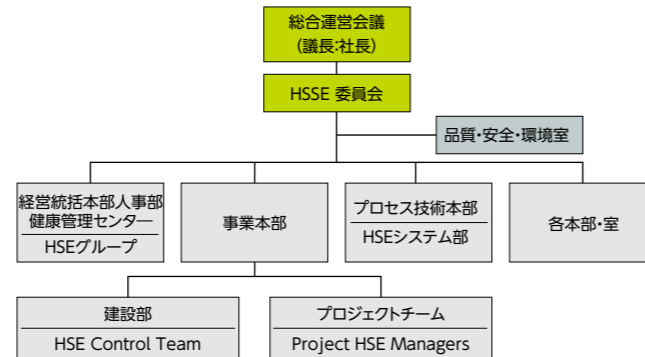 総合運営会議
(議長:社長)
HSSE 委員会
品質・安全・環境室
経営統括本部人事部
健康管理センター
HSEグループ
事業本部
プロセス技術本部
HSEシステム部
各本部・室
建設部
HSE Control Team
プロジェクトチーム
Project HSE Managers